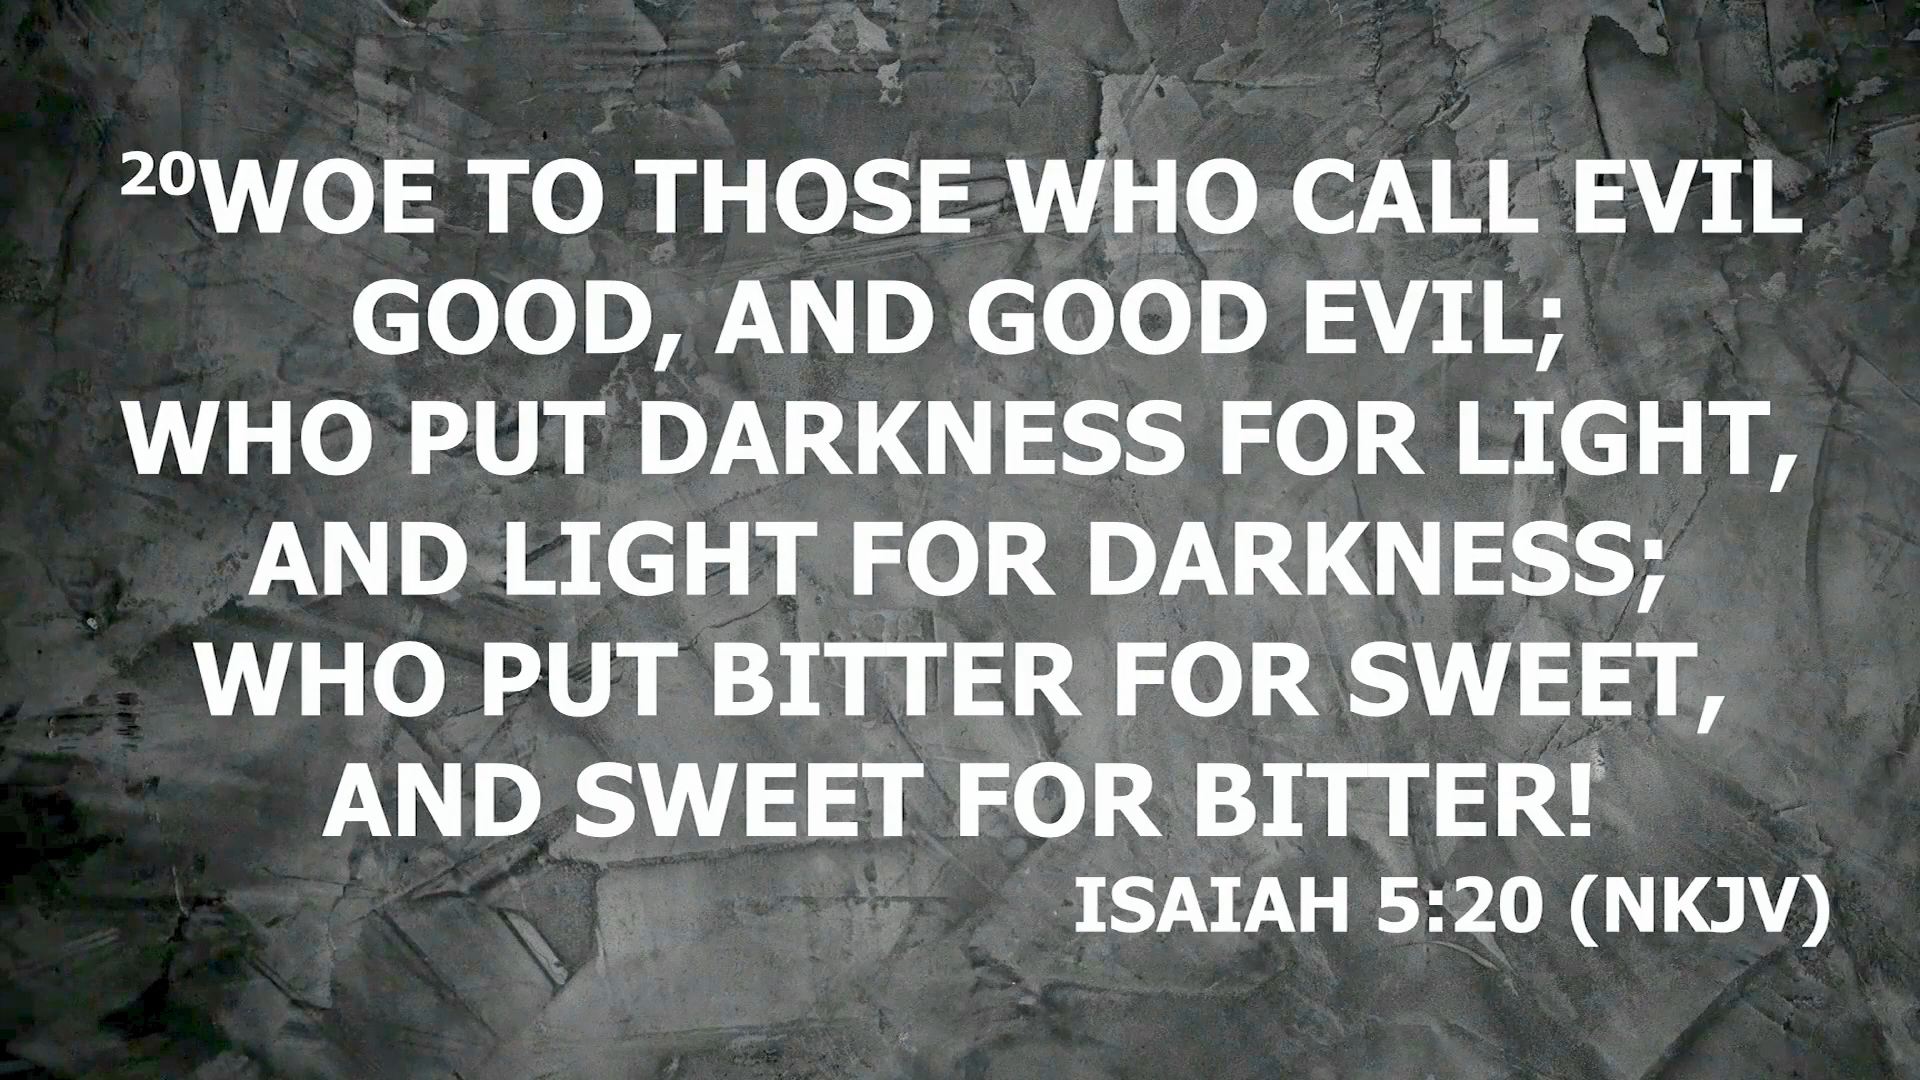 20WOE TO THOSE WHO CALL EVIL
GOOD, AND GOOD EVIL;
WHO PUT DARKNESS FOR LIGHT,
AND LIGHT FOR DARKNESS;
WHO PUT BITTER FOR SWEET,
AND SWEET FOR BITTER!
ISAIAH 5:20 (NKJV)